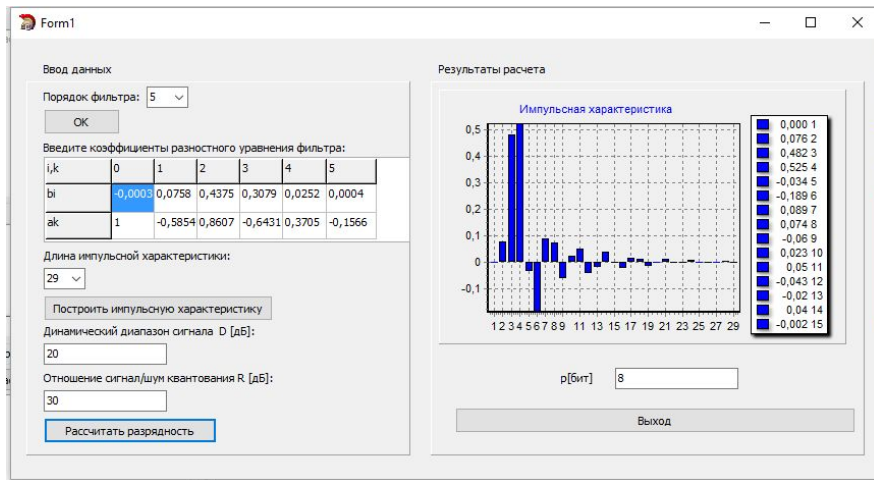 Form1
Ввод данных
Порядок фильтра: 5
OK
Введите коэффициенты разностного уравнения фильтра:
i,k 0 1 2 3 4 5
bi -0,0003 0,0758 0,4375 0,3079 0,0252 0,0004
ak 1 -0,5854 0,8607 -0,6431 0,3705 -0,1566
Длина импульсной характеристики:
29
Построить импульсную характеристику
Динамический диапазон сигнала D [дБ]:
20
Отношение сигнал/шум квантования R [дБ]:
30
Рассчитать разрядность
Результаты расчета
Импульсная характеристика
0,5
0,4
0,3
0,2
0,1
0
-0,1
1 2 3 4 5 6 7 8 9 11 13 15 17 19 21 23 25 27 29
0,000 1
0,076 2
0,482 3
0,525 4
-0,034 5
-0,189 6
0,089 7
0,074 8
-0,06 9
0,023 10
0,05 11
-0,043 12
-0,02 13
0,04 14
-0,002 15
p[бит] 8
Выход